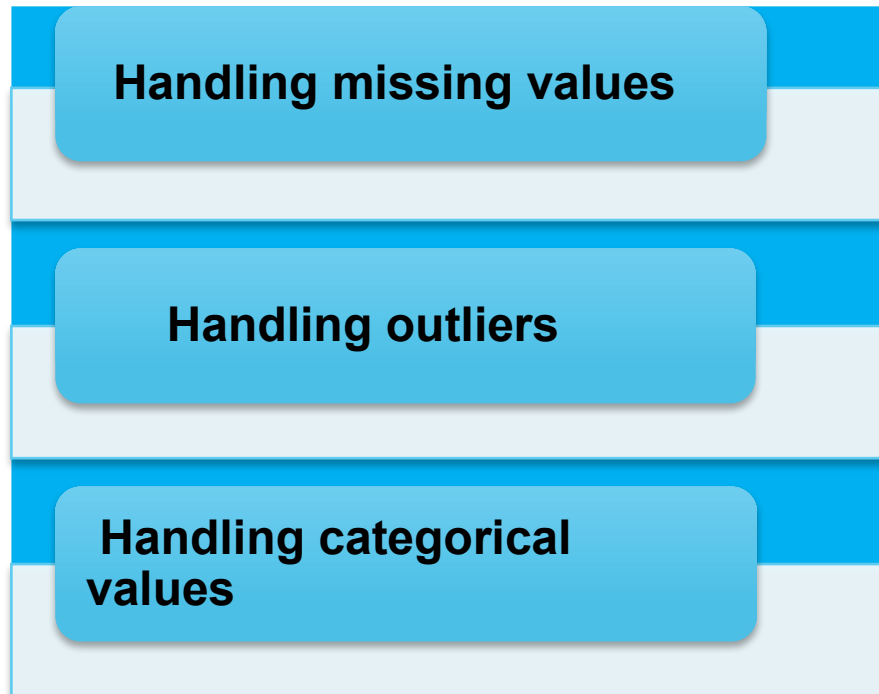 Handling missing values
Handling outliers
Handling categorical
values